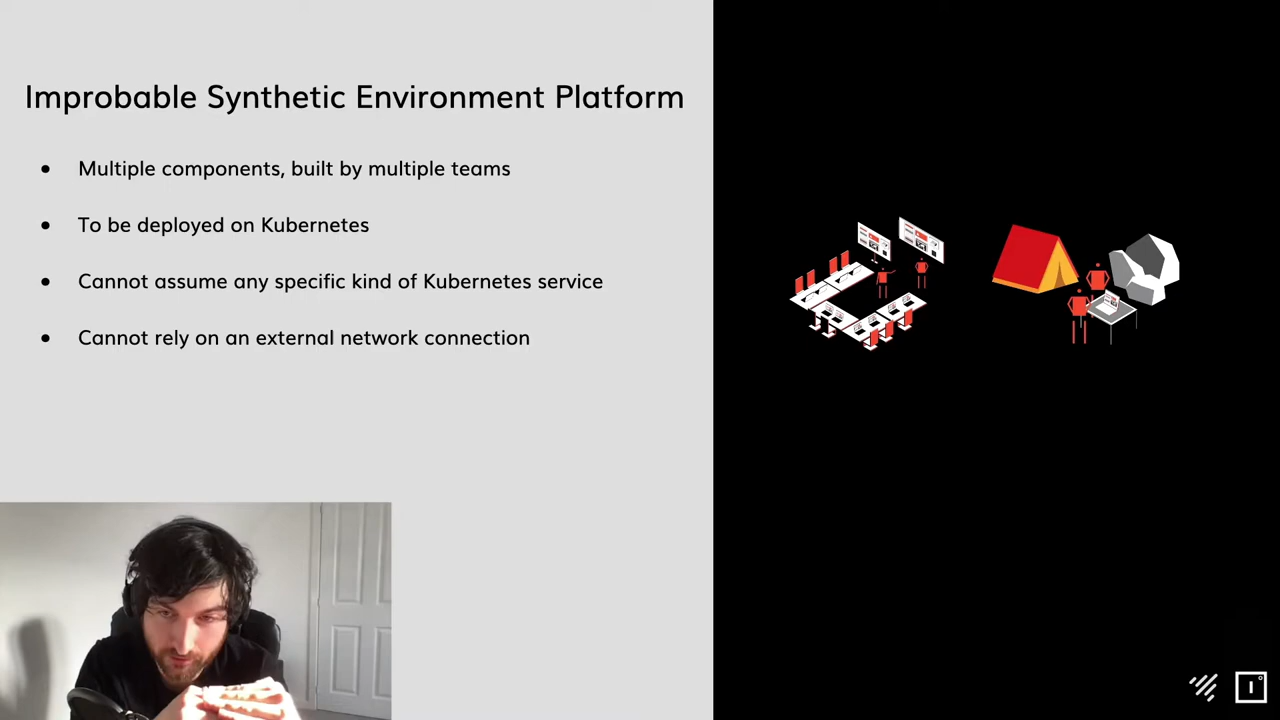 Improbable Synthetic Environment Platform
Multiple components, built by multiple teams
To be deployed on Kubernetes
Cannot assume any specific kind of Kubernetes service
Cannot rely on an external network connection